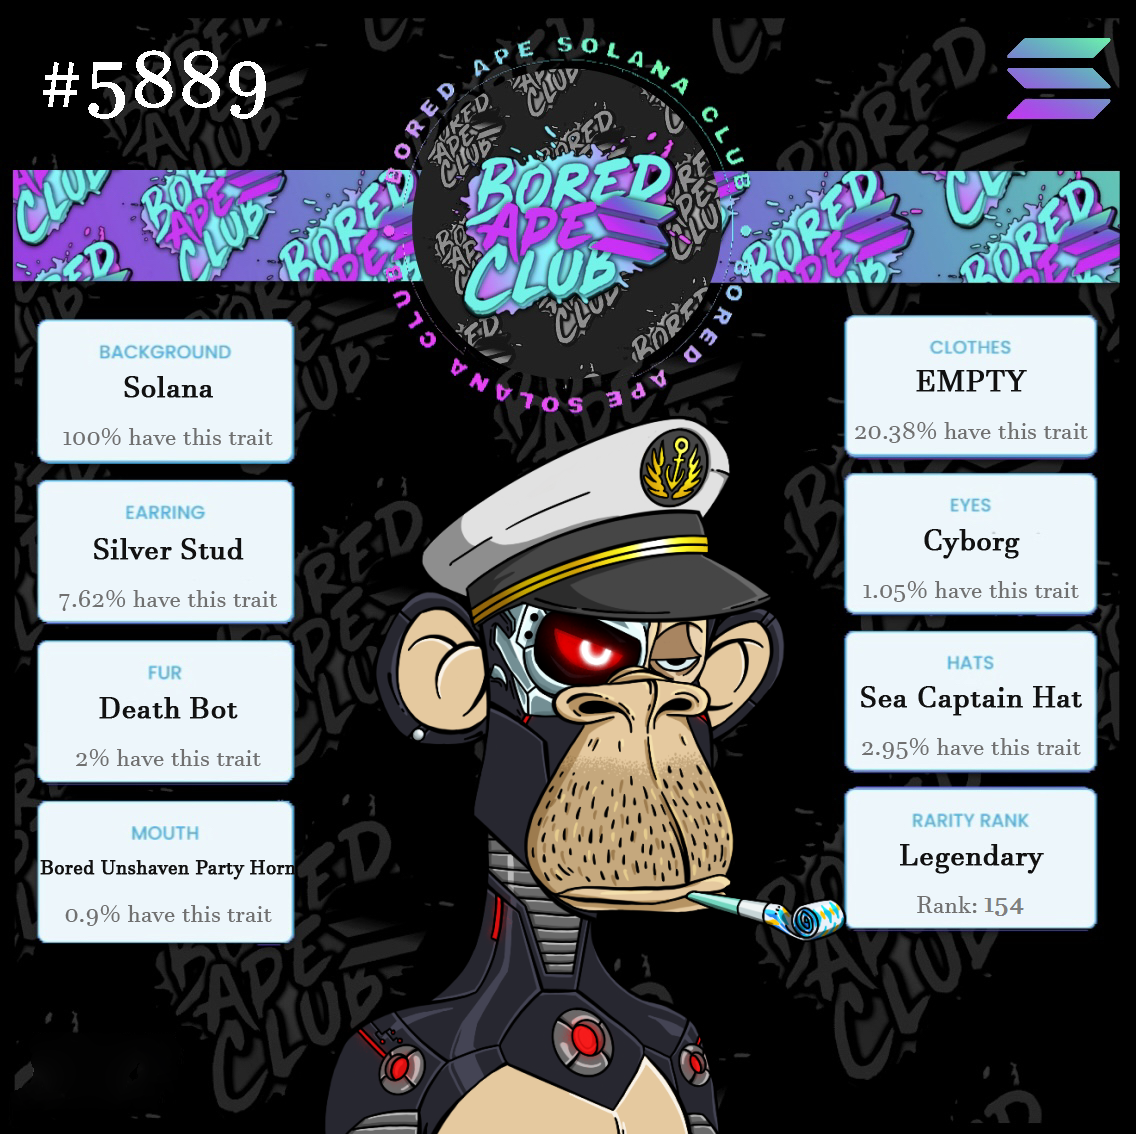 #5889
BORED APE SOLANA CLUB
BORED APE SOLANA CLUB
BORED
APE
CLUB
BACKGROUND
Solana
100% have this trait
EARRING
Silver Stud
7.62% have this trait
FUR
Death Bot
2% have this trait
MOUTH
Bored Unshaven Party Horn
0.9% have this trait
CLOTHES
EMPTY
20.38% have this trait
EYES
Cyborg
1.05% have this trait
HATS
Sea Captain Hat
2.95% have this trait
RARITY RANK
Legendary
Rank: 154